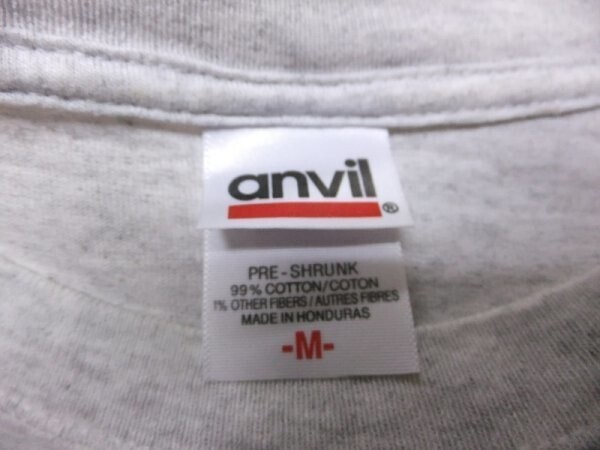 anvil®
PRE-SHRUNK
99% COTTON/COTON
1% OTHER FIBERS/AUTRES FIBRES
MADE IN HONDURAS
-M-